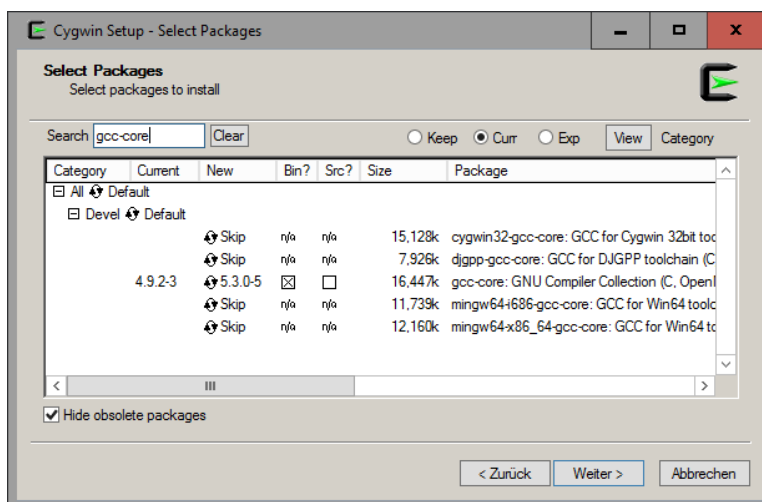 Cygwin Setup - Select Packages
Select Packages
Select packages to install
Search gcc-core Clear Keep Curr Exp View Category
Category Current New Bin? Src? Size Package
All Default
Devel Default
Skip n/a n/a 15,128k cygwin32-gcc-core: GCC for Cygwin 32bit
Skip n/a n/a 7,926k djgpp-gcc-core: GCC for DJGPP toolchain (C
4.9.2-3 5.3.0-5 16,447k gcc-core: GNU Compiler Collection (C,
Skip n/a n/a 11,739k mingw64-i686-gcc-core: GCC for Win64
Skip n/a n/a 12,160k mingw64-x86_64-gcc-core: GCC for Win64
Hide obsolete packages
< Zurück Weiter > Abbrechen